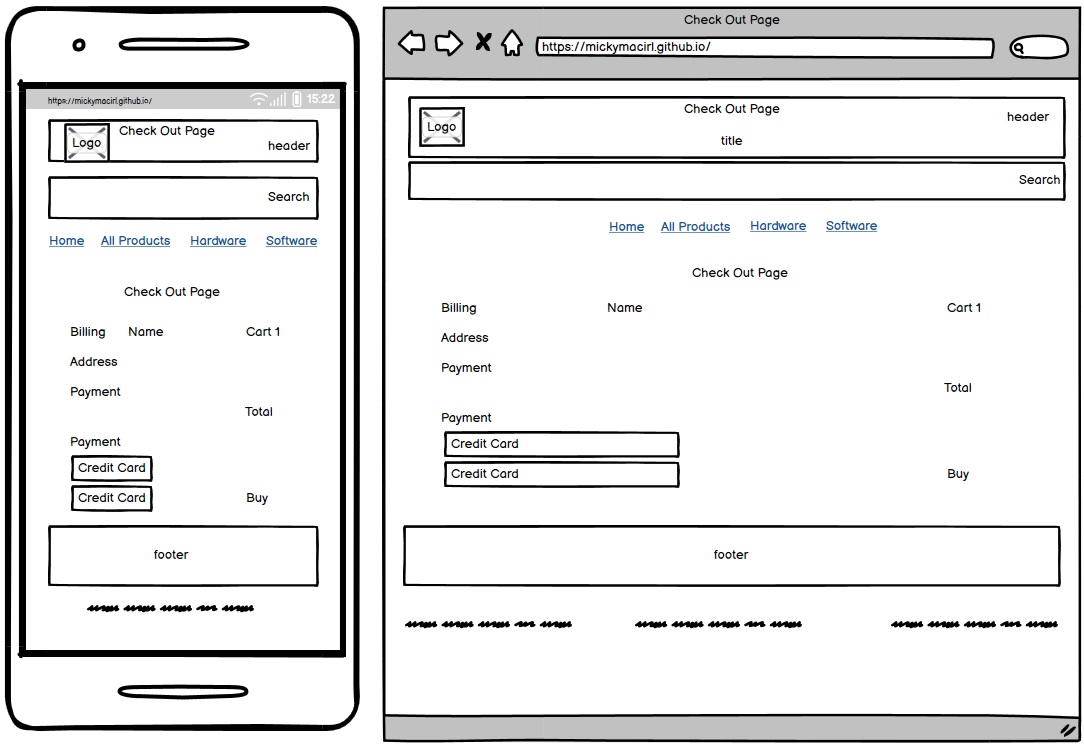 https://mickymacirl.github.io/ 15:22
Logo Check Out Page header
Search
Home All Products Hardware Software
Check Out Page
Billing Name Cart 1
Address
Payment
Total
Payment
Credit Card
Credit Card Buy
footer
Check Out Page
https://mickymacirl.github.io/
Logo Check Out Page header
title
Search
Home All Products Hardware Software
Check Out Page
Billing Name Cart 1
Address
Payment
Total
Payment
Credit Card
Credit Card Buy
footer